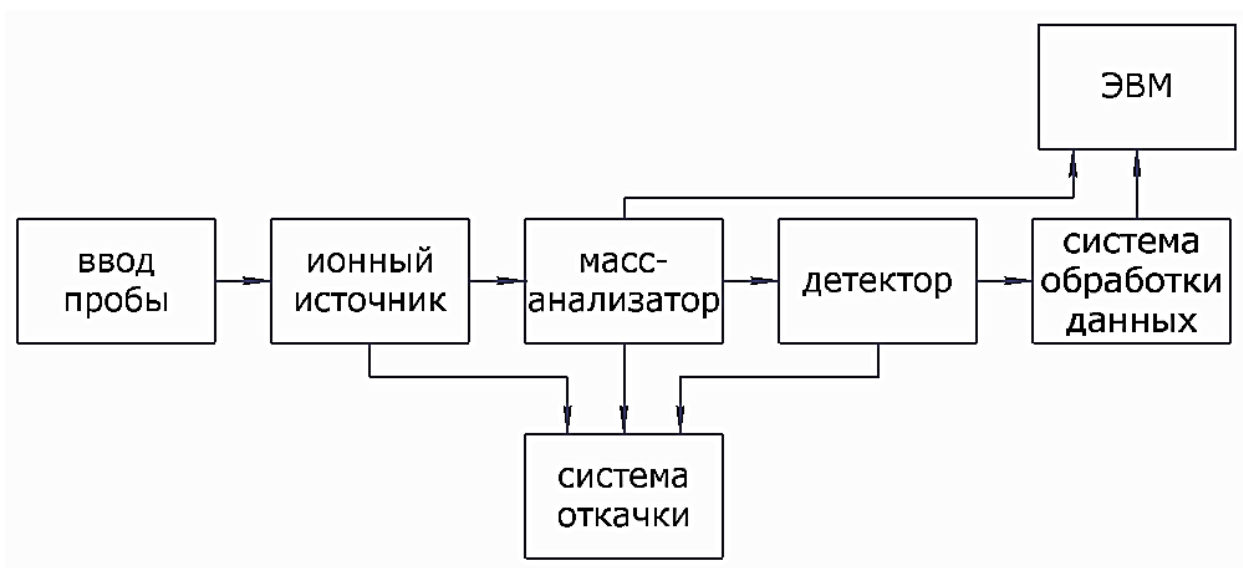 ЭВМ
ввод
пробы
ионный
источник
масс-
анализатор
детектор
система
обработки
данных
система
откачки